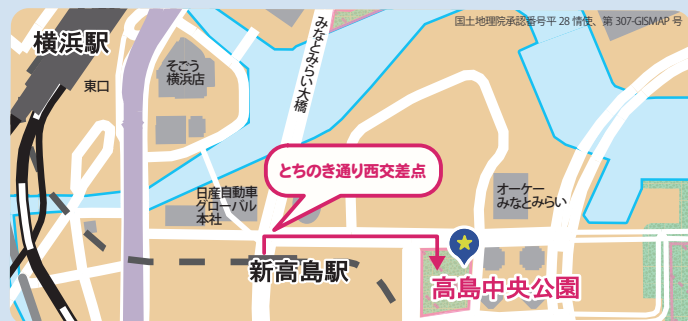 国土地理院承認番号平 28 情使、第 307-GISMAP 号
横浜駅
東口
そごう
横浜店
みなとみらい大橋
とちのき通り西交差点
日産自動車
グローバル
本社
オーケー
みなとみらい
新高島駅
高島中央公園